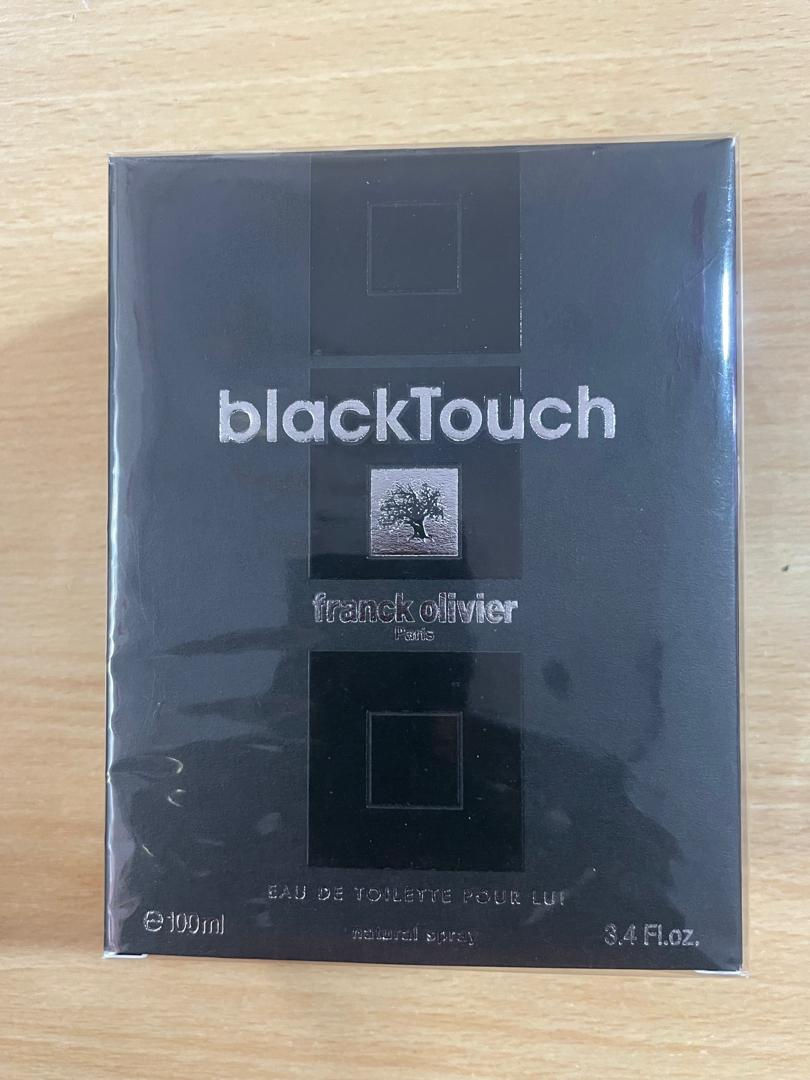 blackTouch
franck olivier
Paris
EAU DE TOILETTE POUR LUI
℮ 100ml
natural spray
3.4 Fl.oz.